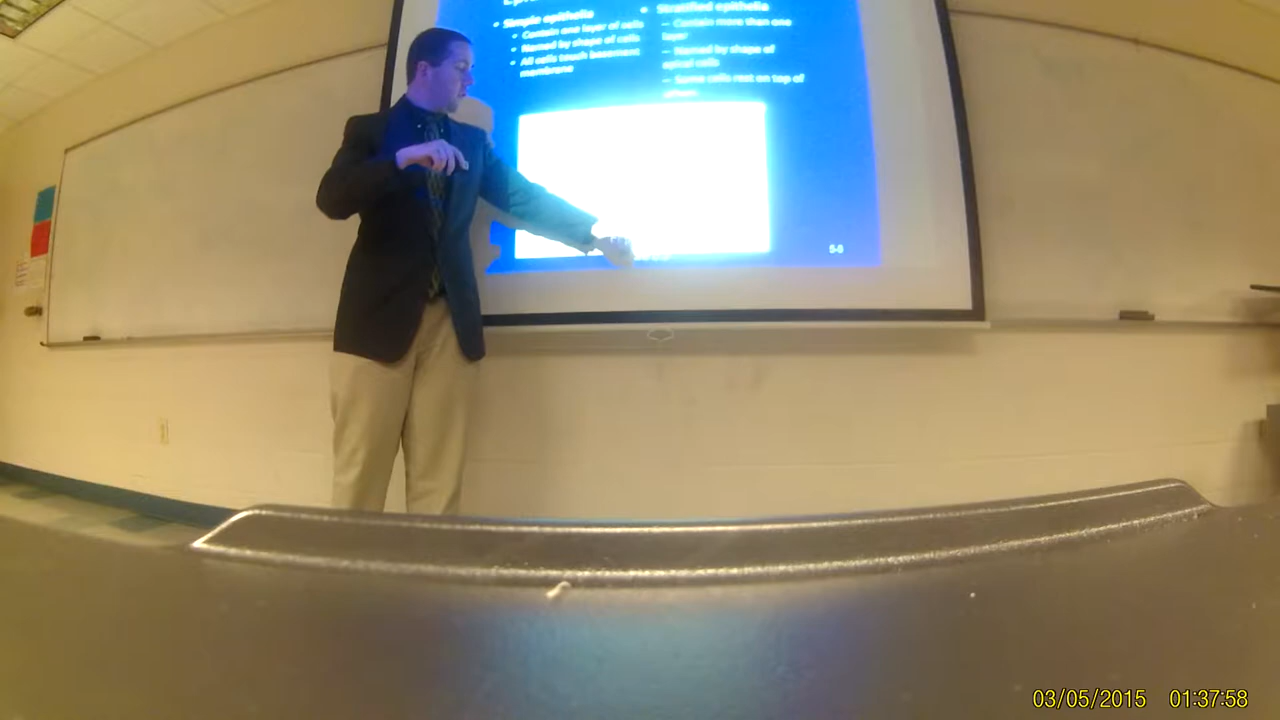 • Simple epithelia
• Contain one layer of cells
• Named by shape of cells
• All cells touch basement
membrane
• Stratified epithelia
– Contain more than one
layer
– Named by shape of
apical cells
– Some cells rest on top of
5-9
03/05/2015 01:37:58